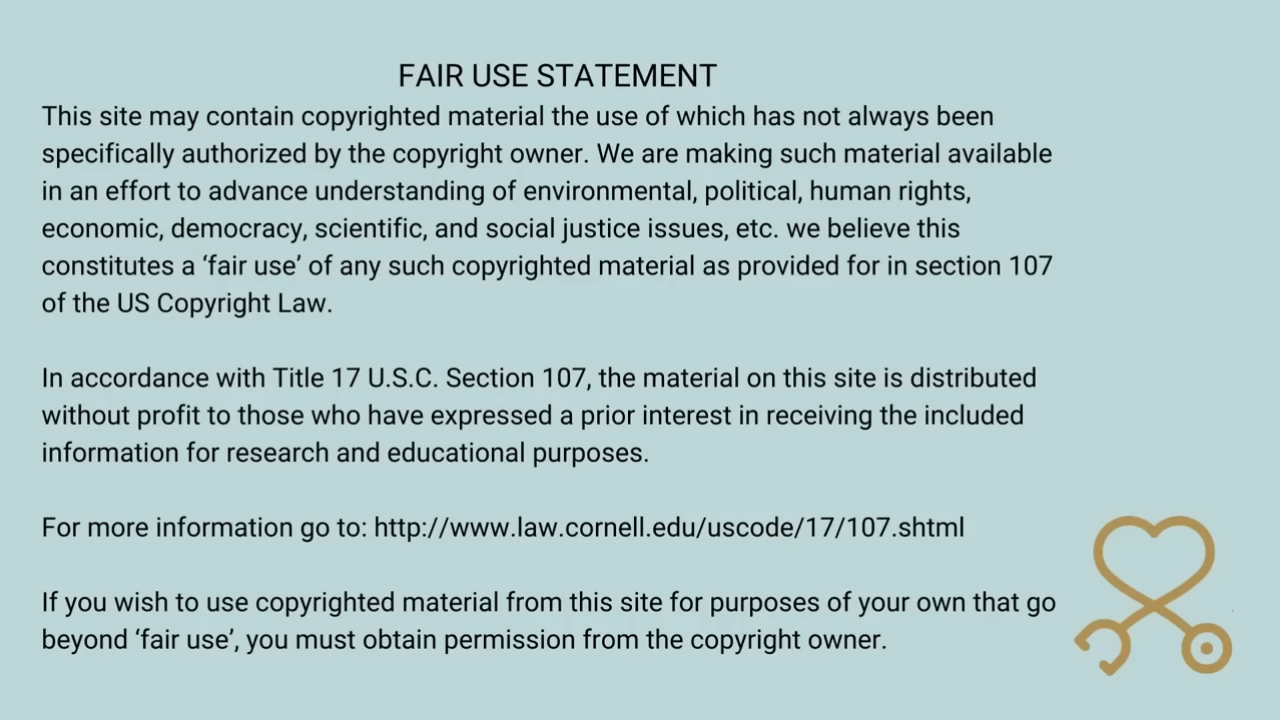 FAIR USE STATEMENT
This site may contain copyrighted material the use of which has not always been
specifically authorized by the copyright owner. We are making such material available
in an effort to advance understanding of environmental, political, human rights,
economic, democracy, scientific, and social justice issues, etc. we believe this
constitutes a ‘fair use’ of any such copyrighted material as provided for in section 107
of the US Copyright Law.
In accordance with Title 17 U.S.C. Section 107, the material on this site is distributed
without profit to those who have expressed a prior interest in receiving the included
information for research and educational purposes.
For more information go to: http://www.law.cornell.edu/uscode/17/107.shtml
If you wish to use copyrighted material from this site for purposes of your own that go
beyond ‘fair use’, you must obtain permission from the copyright owner.